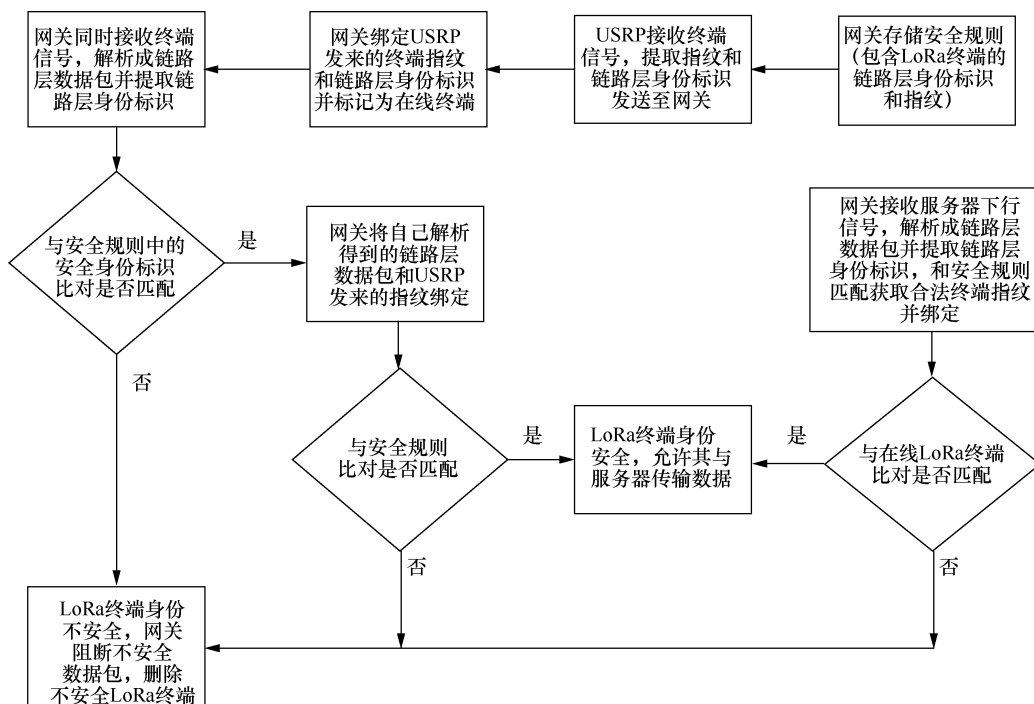 网关同时接收终端
信号，解析成链路
层数据包并提取链
路层身份标识
网关绑定USRP
发来的终端指纹
和链路层身份标识
并标记为在线终端
USRP接收终端
信号，提取指纹和
链路层身份标识
发送至网关
网关存储安全规则
（包含LoRa终端的
链路层身份标识
和指纹）
与安全规则中的
安全身份标识
比对是否匹配
是
否
网关将自己解析
得到的链路层
数据包和USRP
发来的指纹绑定
网关接收服务器下行
信号，解析成链路层
数据包并提取链路层
身份标识，和安全规则
匹配获取合法终端指纹
并绑定
与安全规则
比对是否匹配
是
否
LoRa终端身份
安全，允许其与
服务器传输数据
是
与在线LoRa终端
比对是否匹配
否
LoRa终端身份
不安全，网关
阻断不安全
数据包，删除
不安全LoRa终端